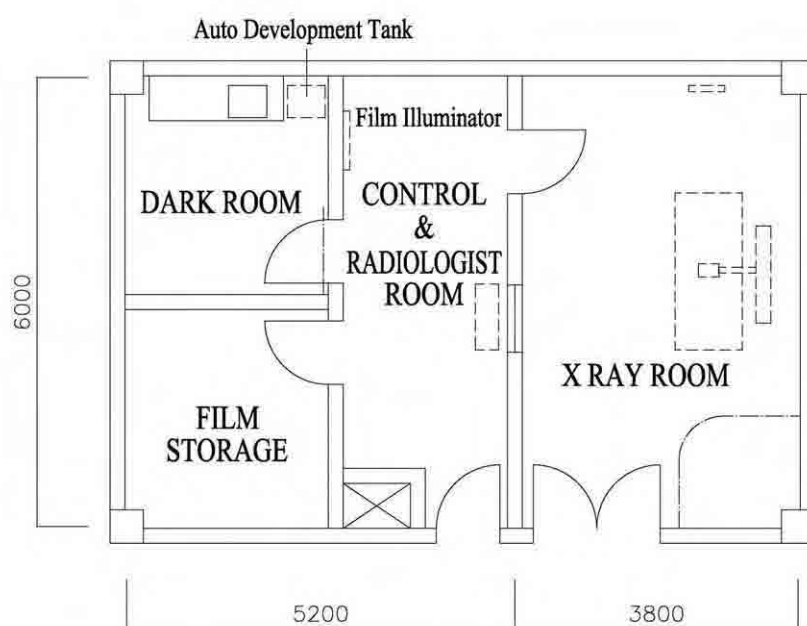 Auto Development Tank
Film Illuminator
DARK ROOM
CONTROL
&
RADIOLOGIST
ROOM
X RAY ROOM
FILM
STORAGE
6000
5200
3800